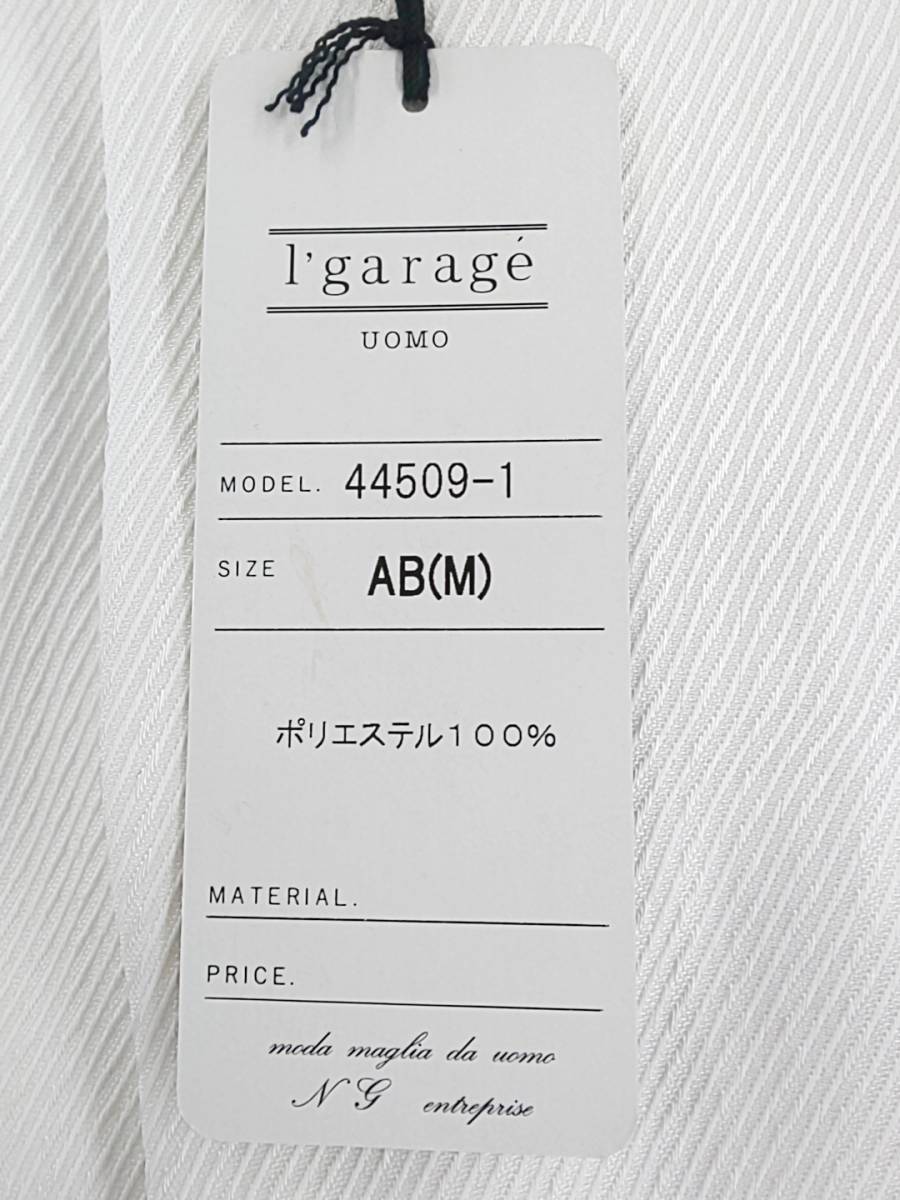 l'garagé
UOMO
MODEL. 44509-1
SIZE AB(M)
ポリエステル１００％
MATERIAL.
PRICE.
moda maglia da uomo
NG entreprise